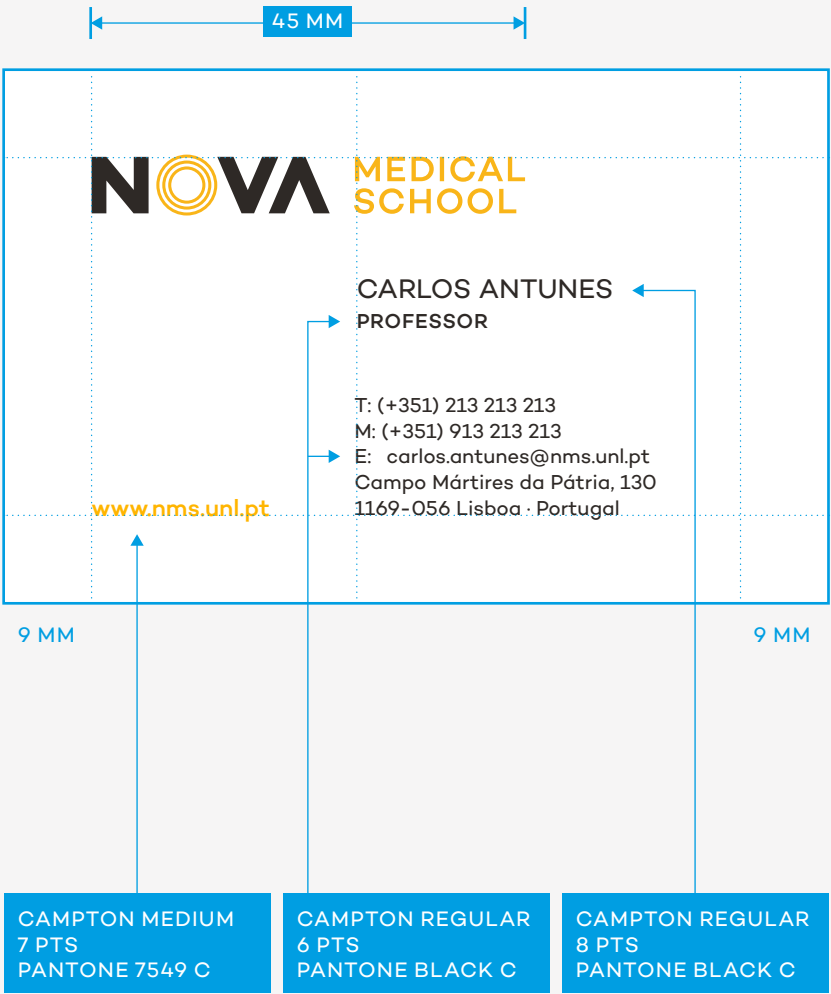 45 MM
NOVA MEDICAL
SCHOOL
CARLOS ANTUNES
PROFESSOR
T: (+351) 213 213 213
M: (+351) 913 213 213
E: carlos.antunes@nms.unl.pt
Campo Mártires da Pátria, 130
www.nms.unl.pt
1169-056 Lisboa · Portugal
9 MM
9 MM
CAMPTON MEDIUM
7 PTS
PANTONE 7549 C
CAMPTON REGULAR
6 PTS
PANTONE BLACK C
CAMPTON REGULAR
8 PTS
PANTONE BLACK C